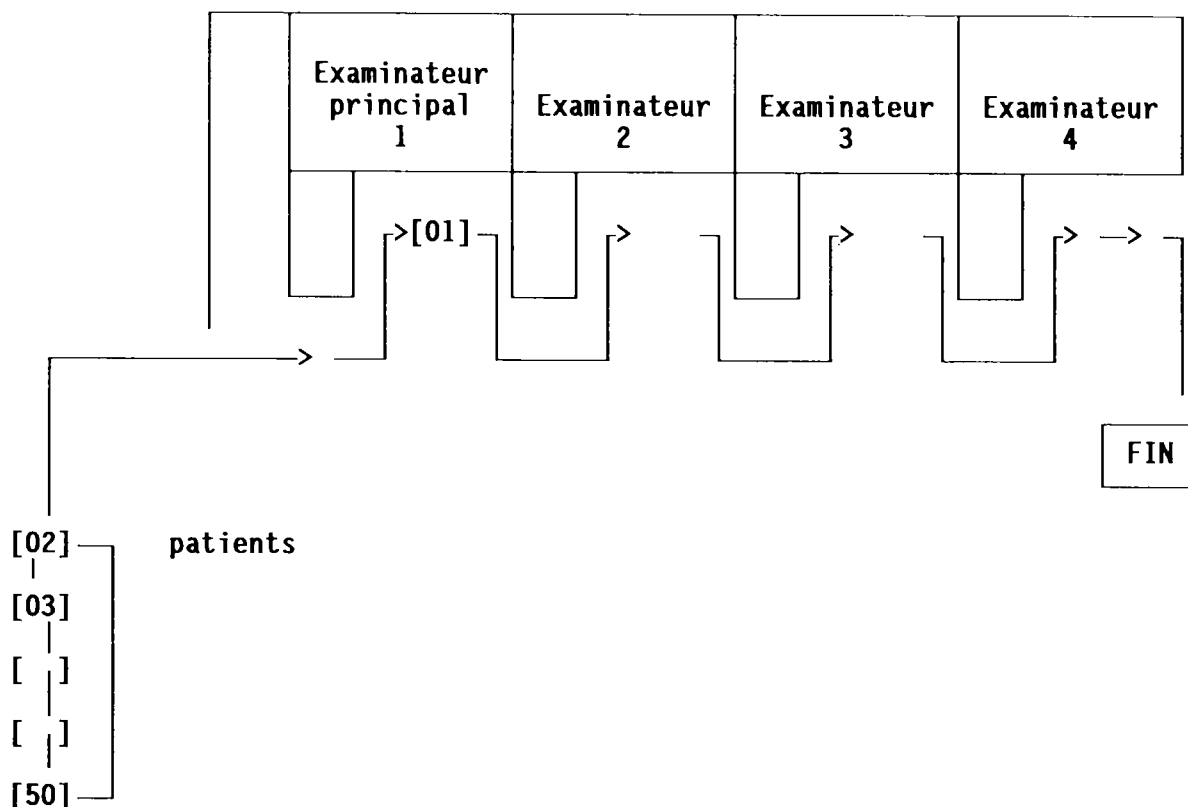 Examinateur
principal
1
Examinateur
2
Examinateur
3
Examinateur
4
>[01]
FIN
[02]
patients
[03]
[ ]
[ ]
[50]